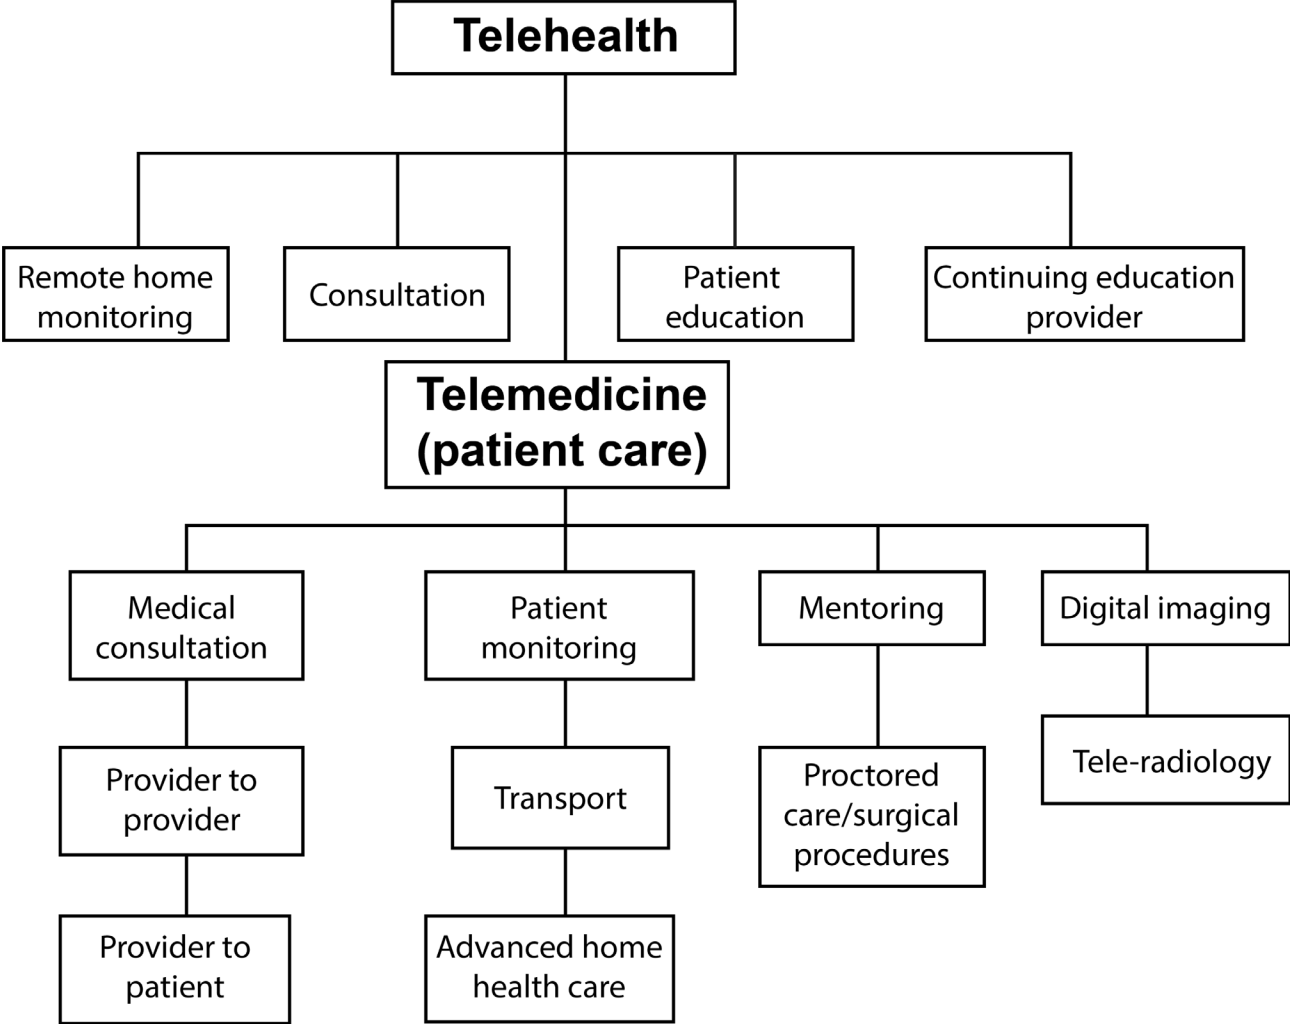 Telehealth
Remote home
monitoring
Consultation
Patient
education
Continuing education
provider
Telemedicine
(patient care)
Medical
consultation
Patient
monitoring
Mentoring
Digital imaging
Provider to
provider
Transport
Proctored
care/surgical
procedures
Tele-radiology
Provider to
patient
Advanced home
health care